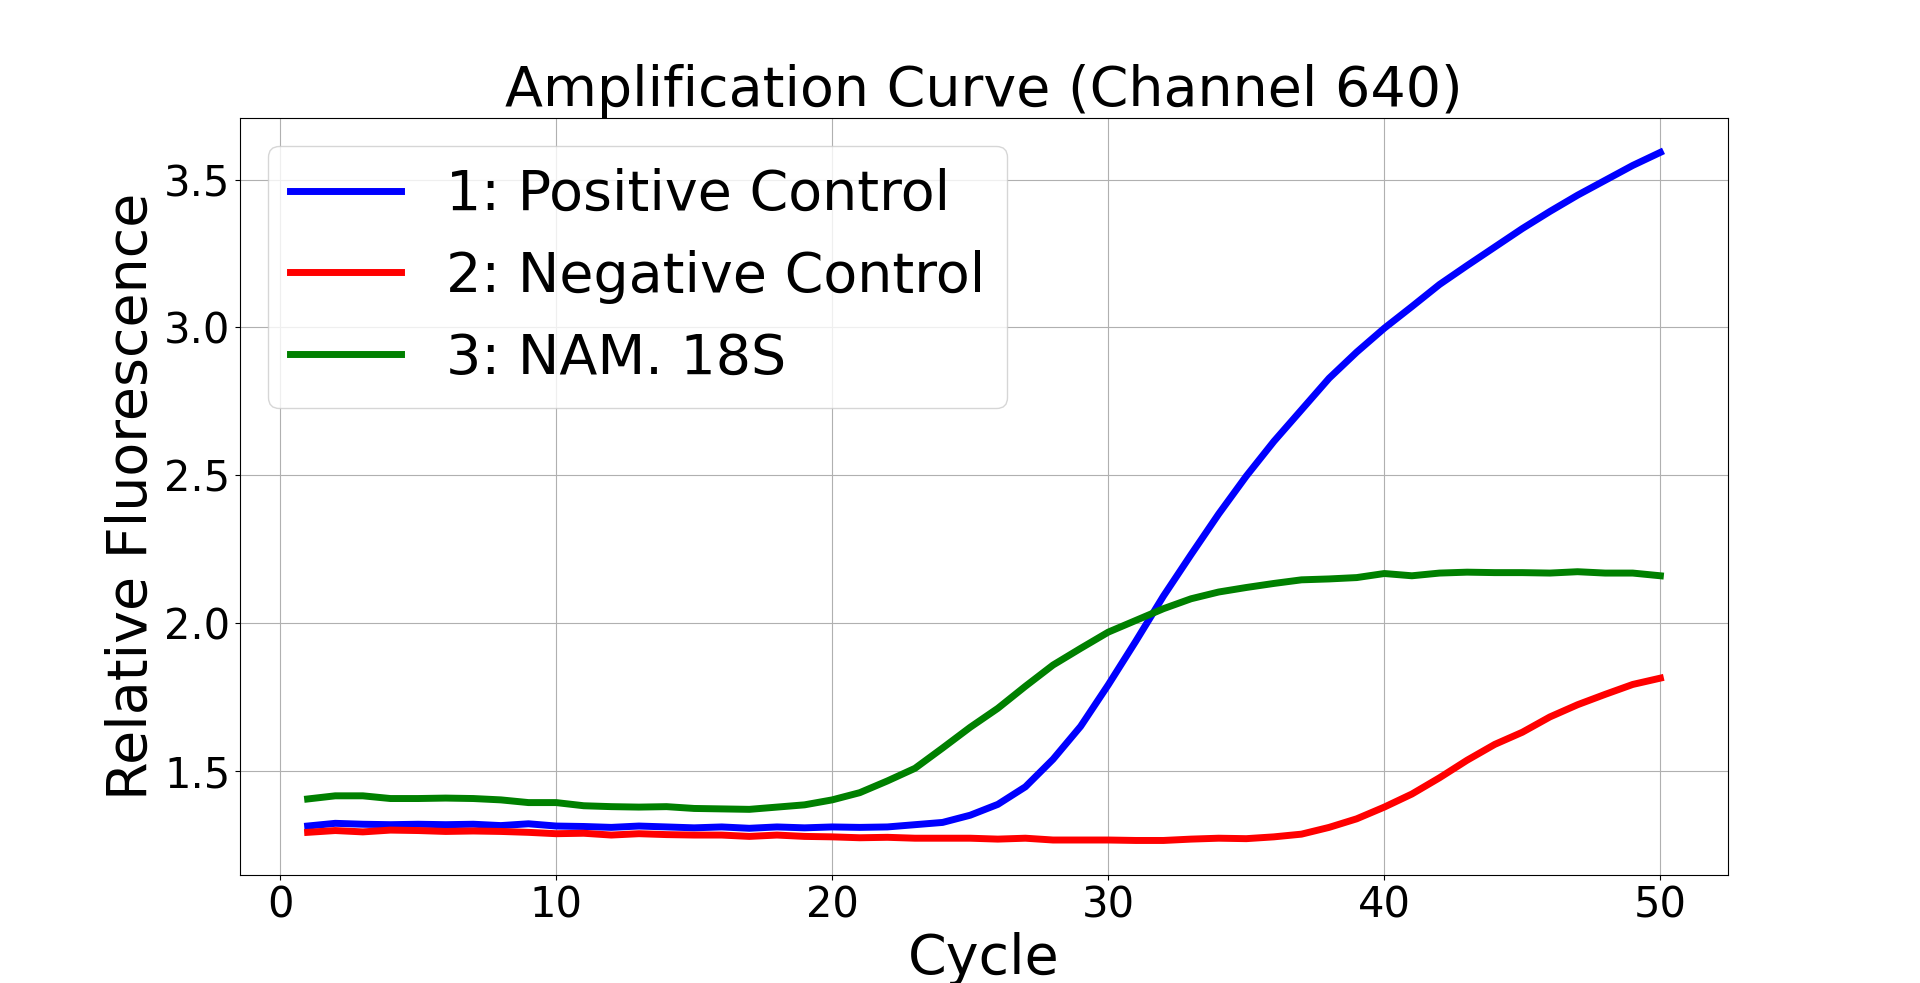 Amplification Curve (Channel 640)
1: Positive Control
2: Negative Control
3: NAM. 18S
Relative Fluorescence
3.5
3.0
2.5
2.0
1.5
0 10 20 30 40 50
Cycle